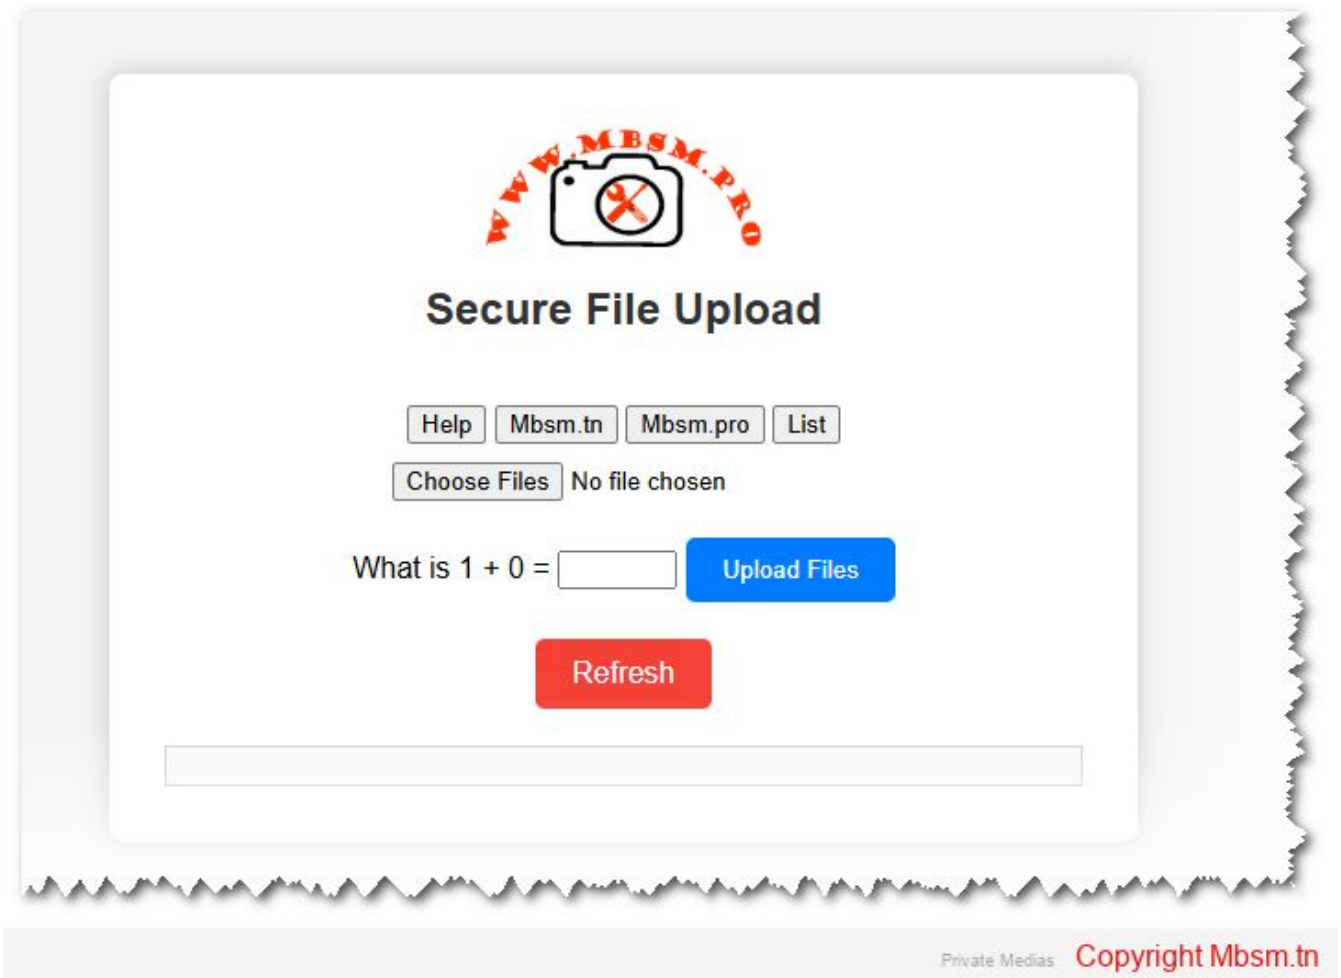 WWW.MBSM.PRO
Secure File Upload
Help Mbsm.tn Mbsm.pro List
Choose Files No file chosen
What is 1 + 0 = Upload Files
Refresh
Private Medias Copyright Mbsm.tn